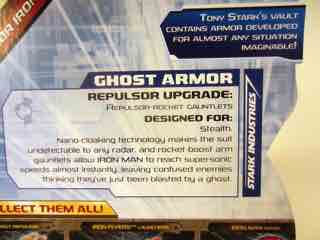 OR IRON
TONY STARK'S VAULT
CONTAINS ARMOR DEVELOPED
FOR ALMOST ANY SITUATION
IMAGINABLE!
GHOST ARMOR
REPULSOR UPGRADE:
REPULSOR-ROCKET GAUNTLETS
DESIGNED FOR:
Stealth.
Nano-cloaking technology makes the suit
undetectable to any radar, and rocket-boost arm
gauntlets allow IRON MAN to reach supersonic
speeds almost instantly, leaving confused enemies
thinking they've just been blasted by a ghost.
STARK INDUSTRIES
LLECT THEM ALL!